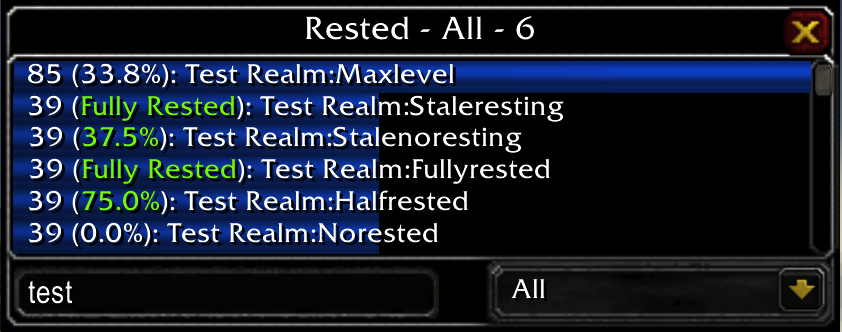 Rested - All - 6
85 (33.8%): Test Realm:Maxlevel
39 (Fully Rested): Test Realm:Staleresting
39 (37.5%): Test Realm:Stalenoresting
39 (Fully Rested): Test Realm:Fullyrested
39 (75.0%): Test Realm:Halfrested
39 (0.0%): Test Realm:Norested
test
All